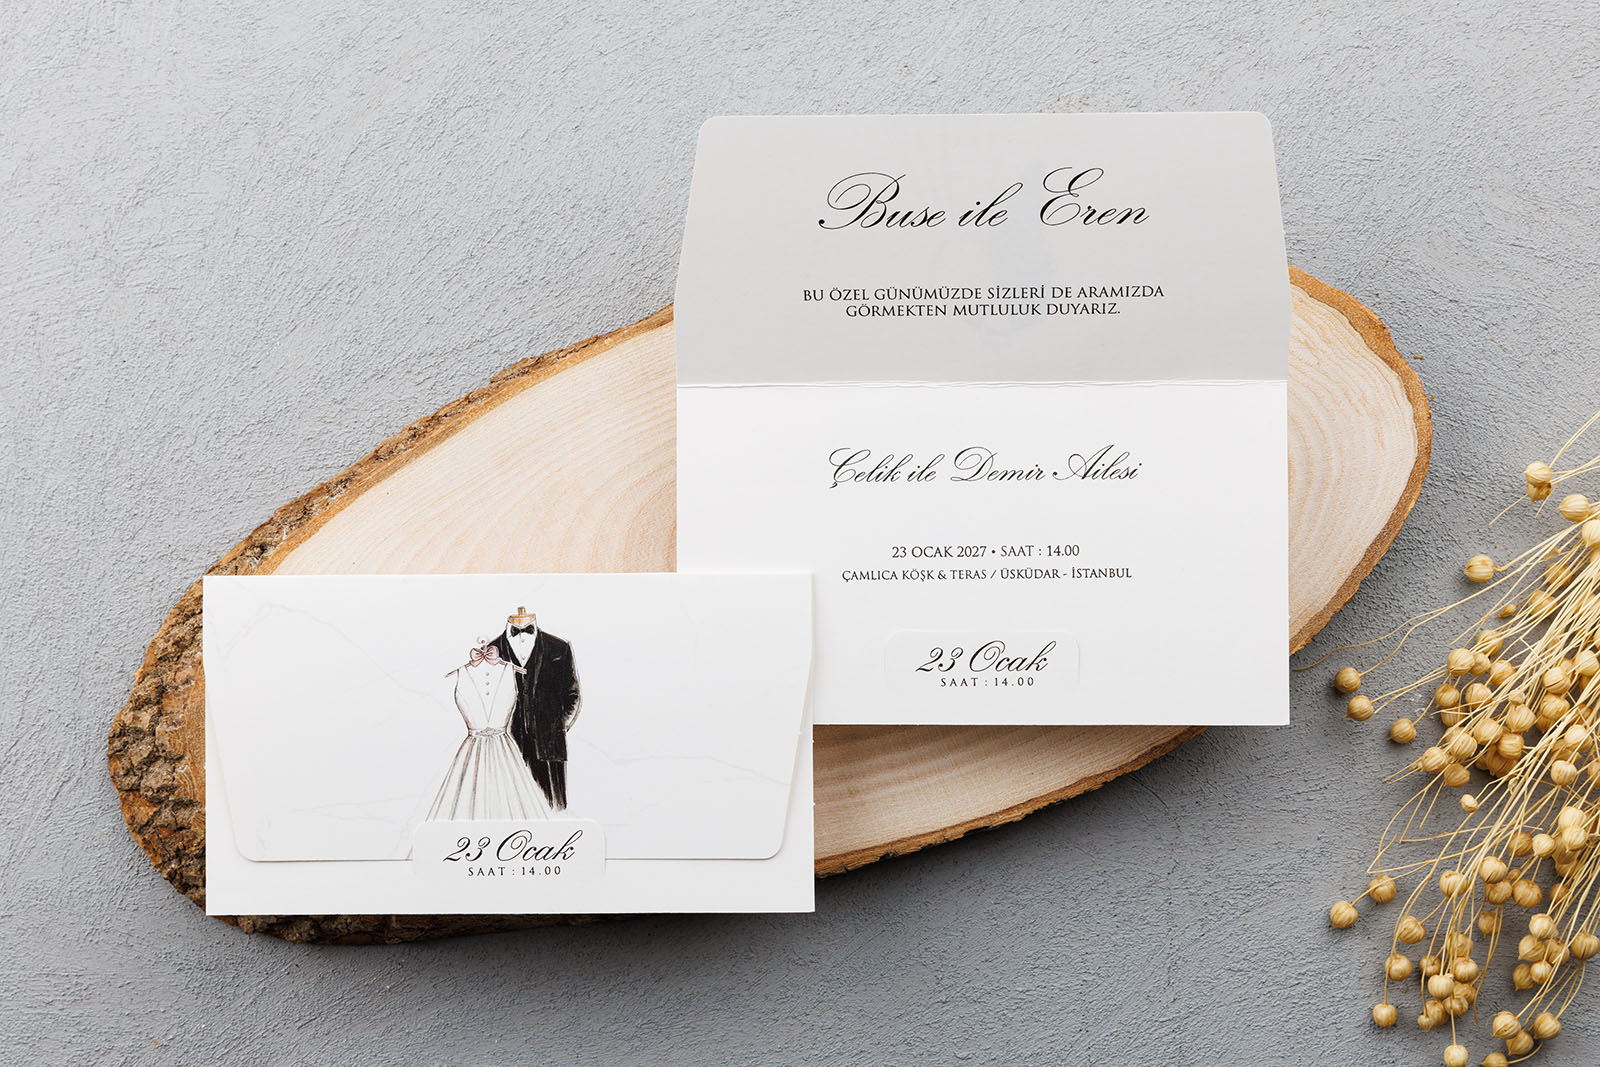 Buse ile Eren
BU ÖZEL GÜNÜMÜZDE SİZLERİ DE ARAMIZDA
GÖRMEKTEN MUTLULUK DUYARIZ.
Çelik ile Demir Ailesi
23 OCAK 2027 • SAAT : 14.00
ÇAMLICA KÖŞK & TERAS / ÜSKÜDAR - İSTANBUL
23 Ocak
SAAT : 14.00
23 Ocak
SAAT : 14.00